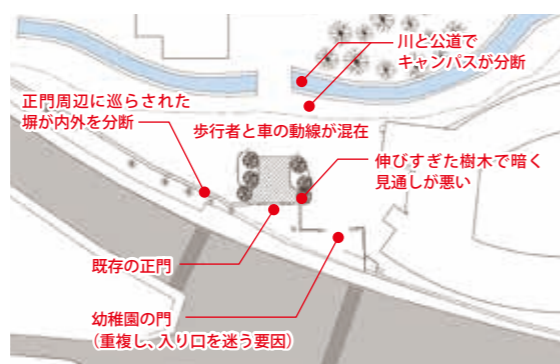 川と公道で
キャンパスが分断
正門周辺に巡らされた
塀が内外を分断
歩行者と車の動線が混在
伸びすぎた樹木で暗く
見通しが悪い
既存の正門
幼稚園の門
（重複し、入り口を迷う要因）